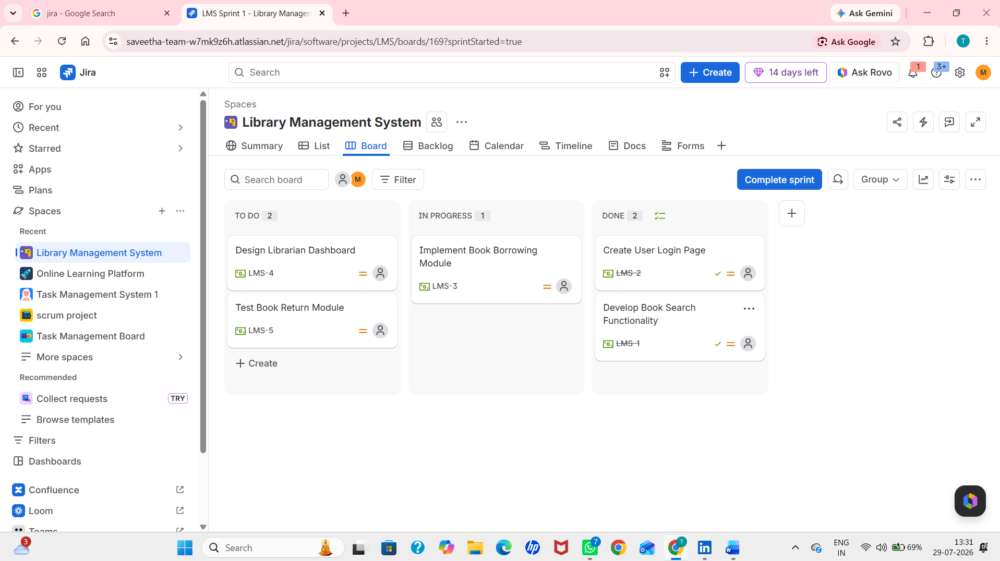 jira - Google Search
LMS Sprint 1 - Library Managen
Ask Gemini
saveetha-team-w7mk9z6h.atlassian.net/jira/software/projects/LMS/boards/169?sprintStarted=true
Ask Google
T
Jira
Search
Create
14 days left
Ask Rovo
1
3+
M
For you
Recent
Starred
Apps
Plans
Spaces
Recent
Library Management System
Online Learning Platform
Task Management System 1
scrum project
Task Management Board
More spaces
Recommended
Collect requests
TRY
Browse templates
Filters
Dashboards
Confluence
Loom
Teams
Spaces
Library Management System
Summary
List
Board
Backlog
Calendar
Timeline
Docs
Forms
Search board
M
Filter
Complete sprint
Group
TO DO 2
Design Librarian Dashboard
LMS-4
Test Book Return Module
LMS-5
Create
IN PROGRESS 1
Implement Book Borrowing
Module
LMS-3
DONE 2
Create User Login Page
LMS-2
Develop Book Search
Functionality
LMS-1
3
Search
hp
7
T
in
W
ENG
IN
69%
13:31
29-07-2026